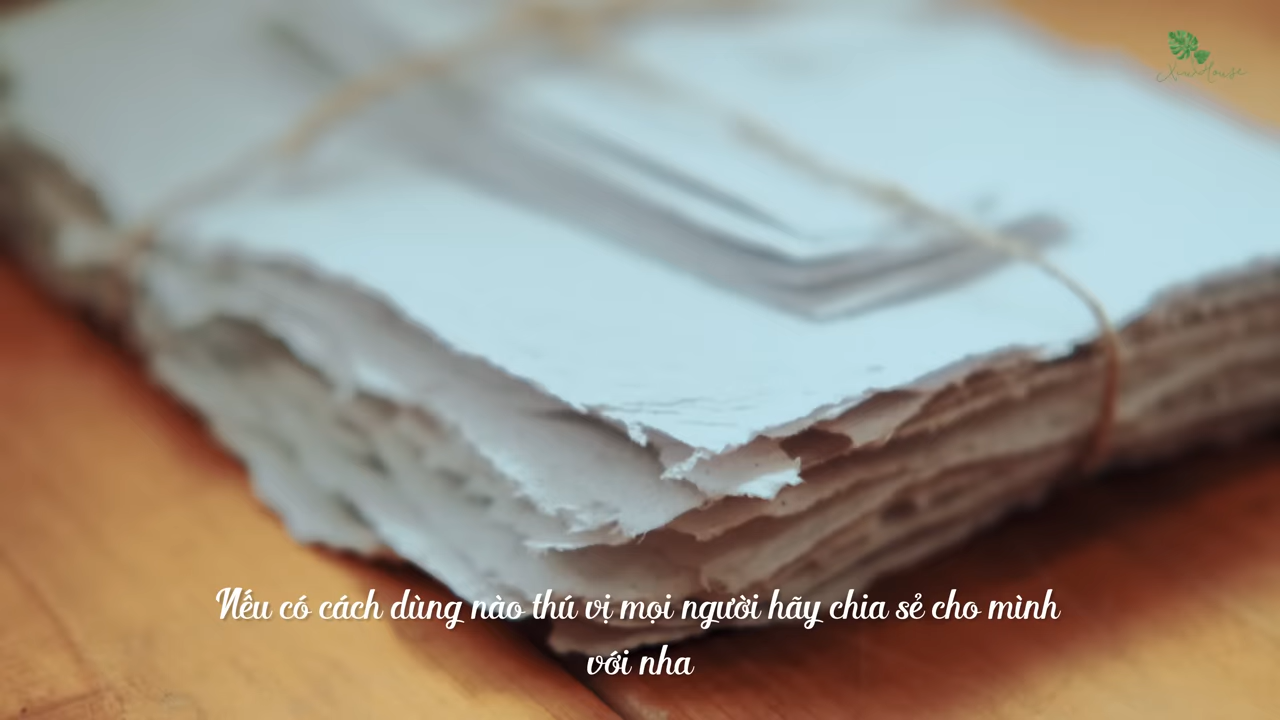 Nếu có cách dùng nào thú vị mọi người hãy chia sẻ cho mình
với nha